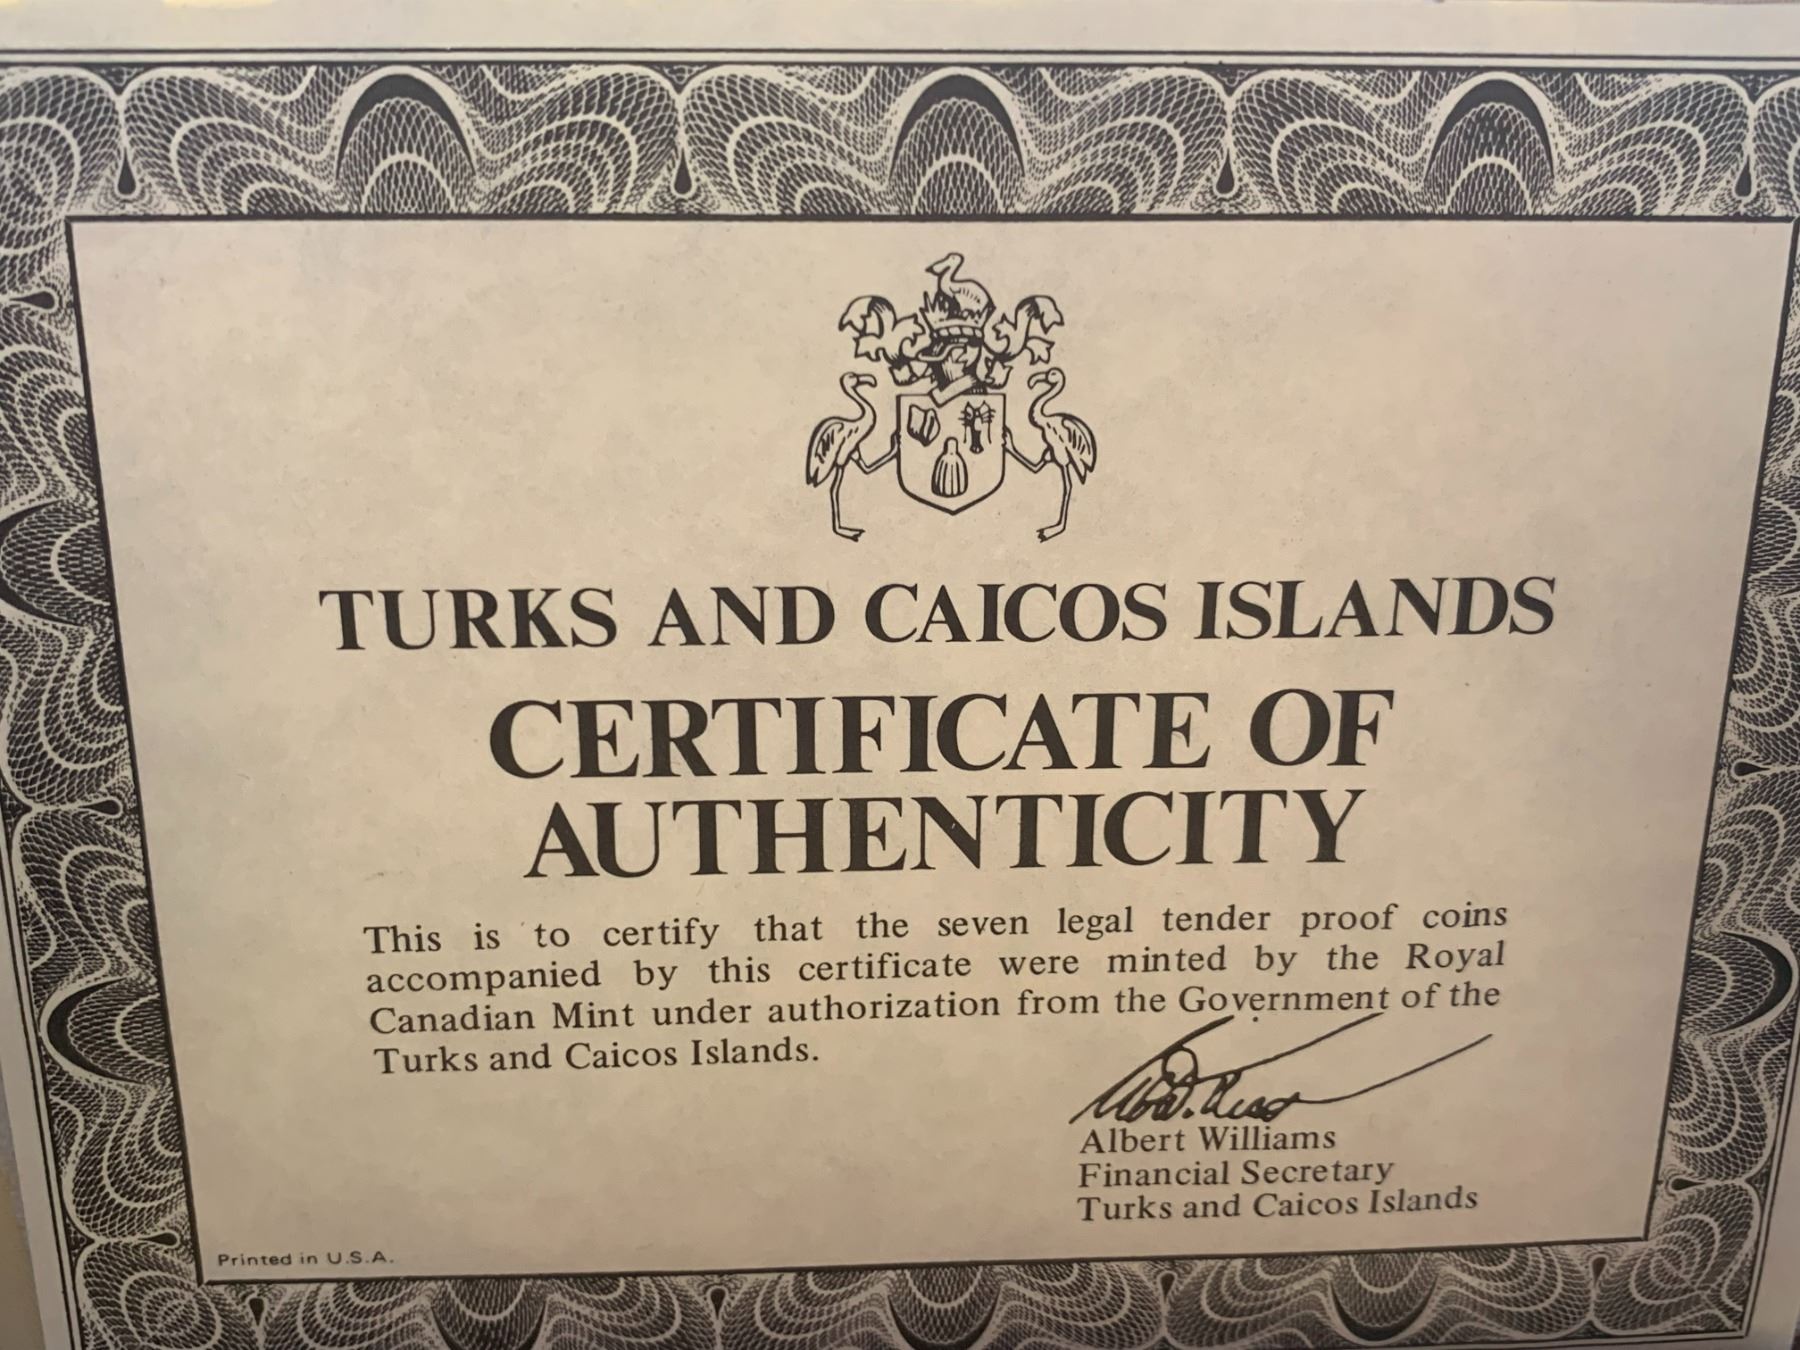 TURKS AND CAICOS ISLANDS
CERTIFICATE OF
AUTHENTICITY
This is to certify that the seven legal tender proof coins
accompanied by this certificate were minted by the Royal
Canadian Mint under authorization from the Government of the
Turks and Caicos Islands.
Albert Williams
Financial Secretary
Turks and Caicos Islands
Printed in U.S.A.